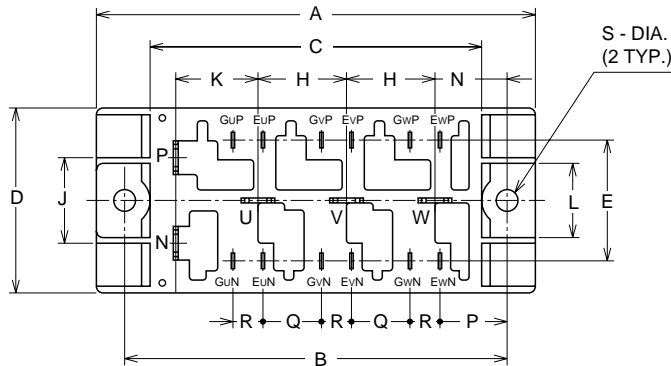 A
S - DIA.
(2 TYP.)
C
K H H N
GUP EUP GVP EVP GWP EWP
P
D J L E
U V W
N
GUN EUN GVN EVN GWN EWN
R Q R Q R P
B